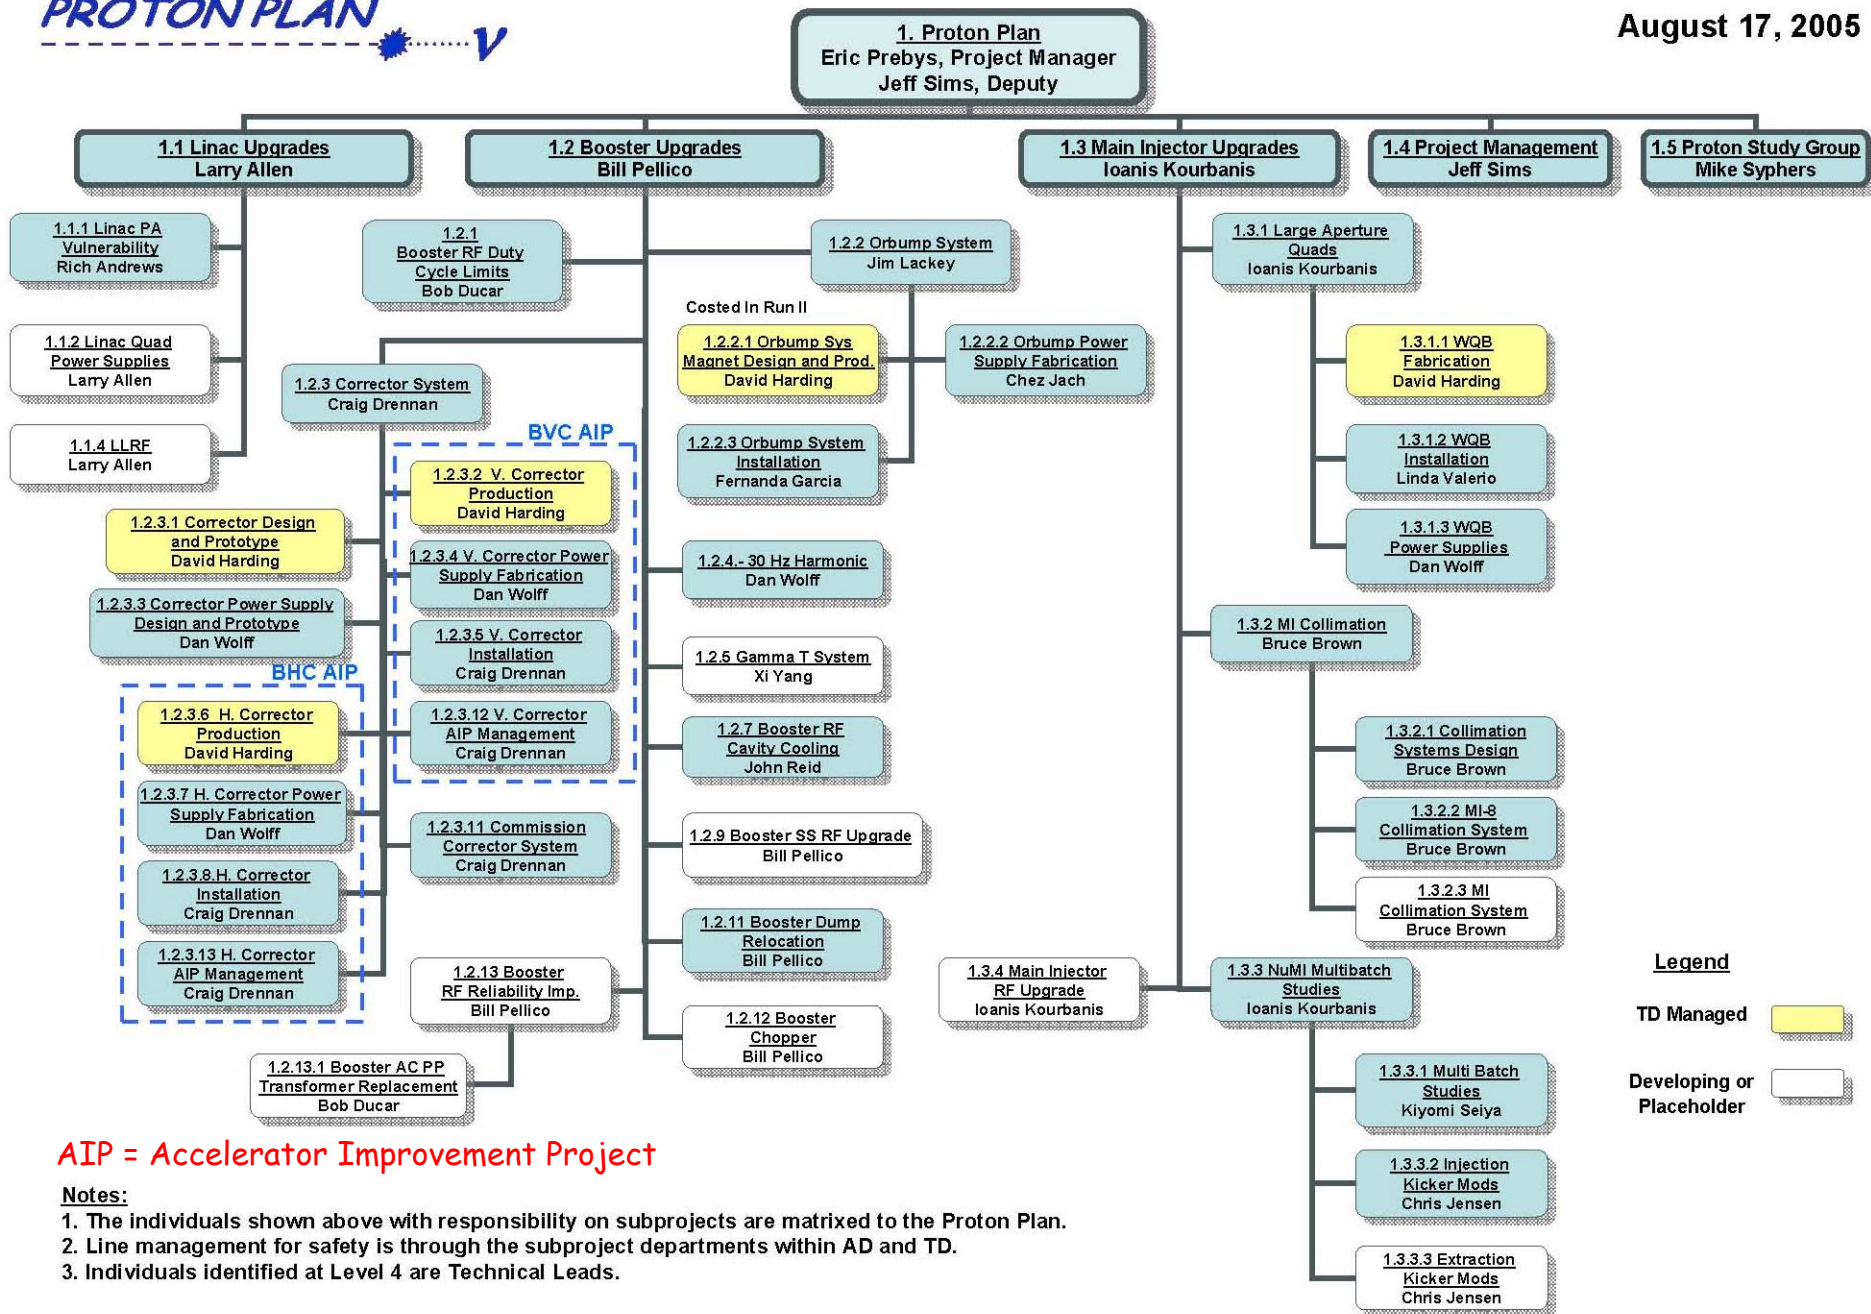 PROTON PLAN
ν
August 17, 2005
1. Proton Plan
Eric Prebys, Project Manager
Jeff Sims, Deputy
1.1 Linac Upgrades
Larry Allen
1.2 Booster Upgrades
Bill Pellico
1.3 Main Injector Upgrades
Ioanis Kourbanis
1.4 Project Management
Jeff Sims
1.5 Proton Study Group
Mike Syphers
1.1.1 Linac PA
Vulnerability
Rich Andrews
1.1.2 Linac Quad
Power Supplies
Larry Allen
1.1.4 LLRF
Larry Allen
1.2.1
Booster RF Duty
Cycle Limits
Bob Ducar
1.2.2 Orbump System
Jim Lackey
Costed In Run II
1.2.2.1 Orbump Sys
Magnet Design and Prod.
David Harding
1.2.2.2 Orbump Power
Supply Fabrication
Chez Jach
1.2.2.3 Orbump System
Installation
Fernanda Garcia
1.2.3 Corrector System
Craig Drennan
BVC AIP
1.2.3.2 V. Corrector
Production
David Harding
1.2.3.1 Corrector Design
and Prototype
David Harding
1.2.3.4 V. Corrector Power
Supply Fabrication
Dan Wolff
1.2.3.3 Corrector Power Supply
Design and Prototype
Dan Wolff
1.2.3.5 V. Corrector
Installation
Craig Drennan
BHC AIP
1.2.3.6 H. Corrector
Production
David Harding
1.2.3.12 V. Corrector
AIP Management
Craig Drennan
1.2.3.7 H. Corrector Power
Supply Fabrication
Dan Wolff
1.2.3.11 Commission
Corrector System
Craig Drennan
1.2.3.8.H. Corrector
Installation
Craig Drennan
1.2.3.13 H. Corrector
AIP Management
Craig Drennan
1.2.4.- 30 Hz Harmonic
Dan Wolff
1.2.5 Gamma T System
Xi Yang
1.2.7 Booster RF
Cavity Cooling
John Reid
1.2.9 Booster SS RF Upgrade
Bill Pellico
1.2.11 Booster Dump
Relocation
Bill Pellico
1.2.13 Booster
RF Reliability Imp.
Bill Pellico
1.2.12 Booster
Chopper
Bill Pellico
1.2.13.1 Booster AC PP
Transformer Replacement
Bob Ducar
1.3.1 Large Aperture
Quads
Ioanis Kourbanis
1.3.1.1 WQB
Fabrication
David Harding
1.3.1.2 WQB
Installation
Linda Valerio
1.3.1.3 WQB
Power Supplies
Dan Wolff
1.3.2 MI Collimation
Bruce Brown
1.3.2.1 Collimation
Systems Design
Bruce Brown
1.3.2.2 MI-8
Collimation System
Bruce Brown
1.3.2.3 MI
Collimation System
Bruce Brown
1.3.4 Main Injector
RF Upgrade
Ioanis Kourbanis
1.3.3 NuMI Multibatch
Studies
Ioanis Kourbanis
1.3.3.1 Multi Batch
Studies
Kiyomi Seiya
1.3.3.2 Injection
Kicker Mods
Chris Jensen
1.3.3.3 Extraction
Kicker Mods
Chris Jensen
Legend
TD Managed
Developing or
Placeholder
AIP = Accelerator Improvement Project
Notes:
1. The individuals shown above with responsibility on subprojects are matrixed to the Proton Plan.
2. Line management for safety is through the subproject departments within AD and TD.
3. Individuals identified at Level 4 are Technical Leads.